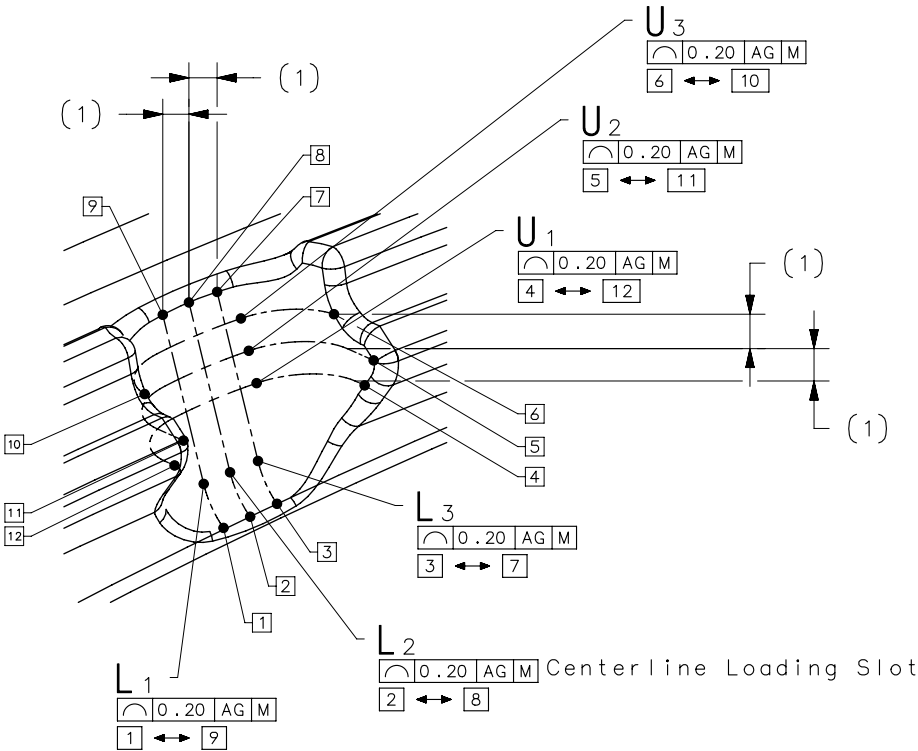 U3
⌒ 0.20 AG M
6 ↔ 10
(1)
(1)
U2
⌒ 0.20 AG M
5 ↔ 11
8
7
9
U1
⌒ 0.20 AG M
4 ↔ 12
(1)
(1)
6
10
5
4
11
12
L3
⌒ 0.20 AG M
3 ↔ 7
3
2
1
L2
⌒ 0.20 AG M Centerline Loading Slot
2 ↔ 8
L1
⌒ 0.20 AG M
1 ↔ 9